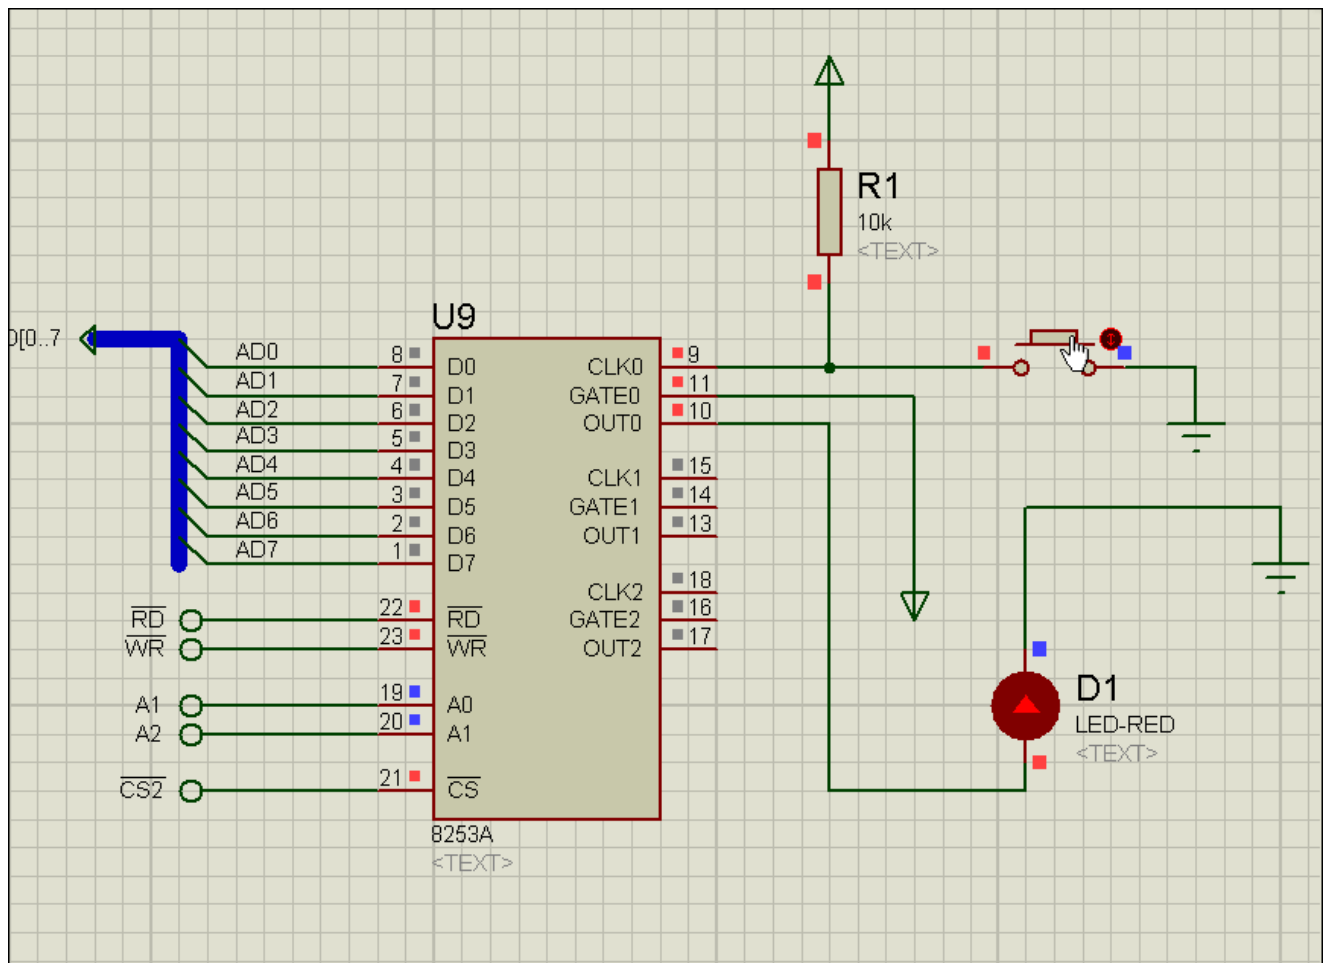 R1
10k
<TEXT>
U9
D[0..7
AD0 8 D0 CLK0 9
AD1 7 D1 GATE0 11
AD2 6 D2 OUT0 10
AD3 5 D3
AD4 4 D4 CLK1 15
AD5 3 D5 GATE1 14
AD6 2 D6 OUT1 13
AD7 1 D7
CLK2 18
RD 22 RD GATE2 16
WR 23 WR OUT2 17
A1 19 A0
A2 20 A1
CS2 21 CS
8253A
<TEXT>
D1
LED-RED
<TEXT>